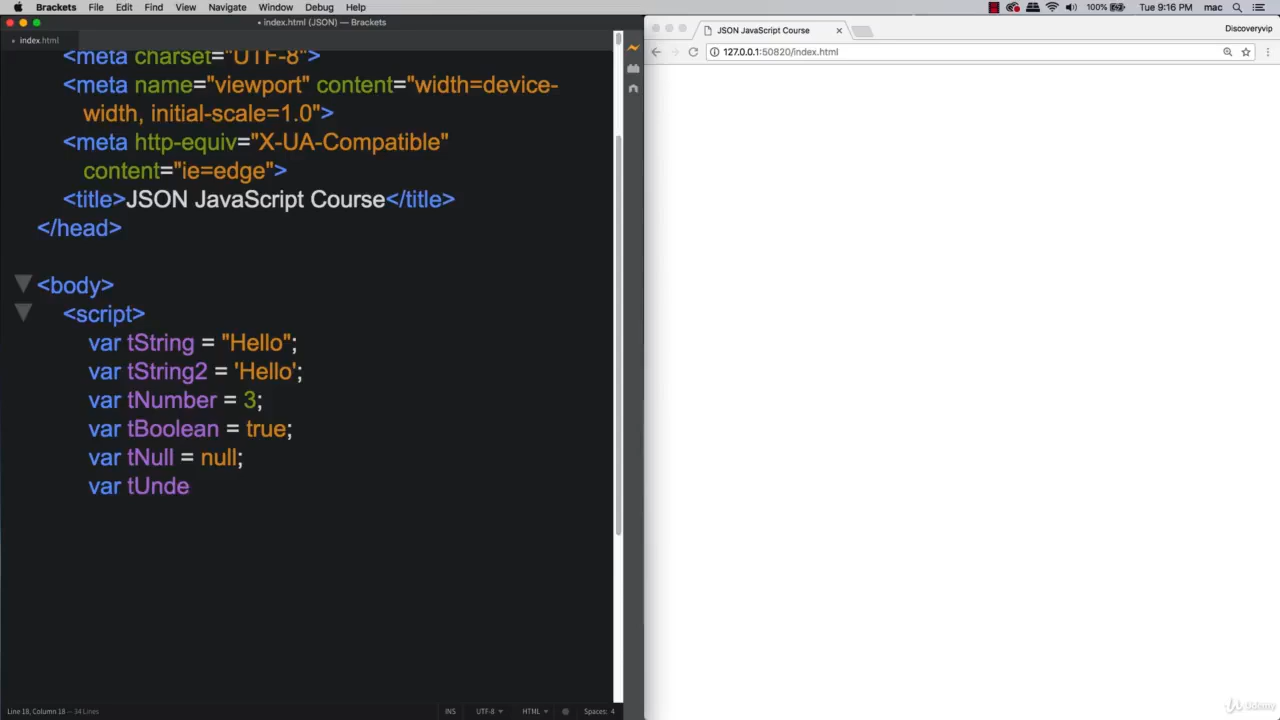 Brackets File Edit Find View Navigate Window Debug Help 100% Tue 9:16 PM mac
• index.html (JSON) — Brackets
• index.html
<meta charset="UTF-8">
<meta name="viewport" content="width=device-
width, initial-scale=1.0">
<meta http-equiv="X-UA-Compatible"
content="ie=edge">
<title>JSON JavaScript Course</title>
</head>
<body>
<script>
var tString = "Hello";
var tString2 = 'Hello';
var tNumber = 3;
var tBoolean = true;
var tNull = null;
var tUnde
Line 18, Column 18 — 34 Lines
INS UTF-8 HTML Spaces: 4
JSON JavaScript Course
Discoveryvip
127.0.0.1:50820/index.html
Udemy